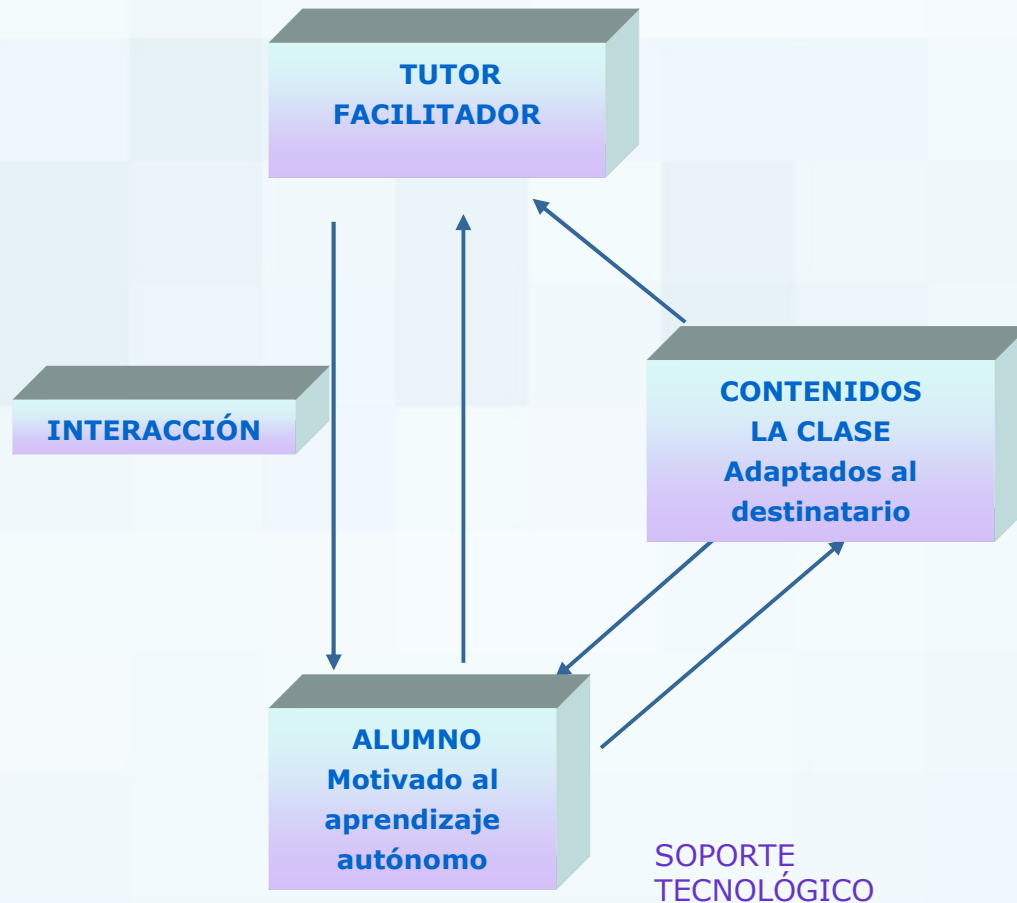 TUTOR
FACILITADOR
INTERACCIÓN
CONTENIDOS
LA CLASE
Adaptados al
destinatario
ALUMNO
Motivado al
aprendizaje
autónomo
SOPORTE
TECNOLÓGICO